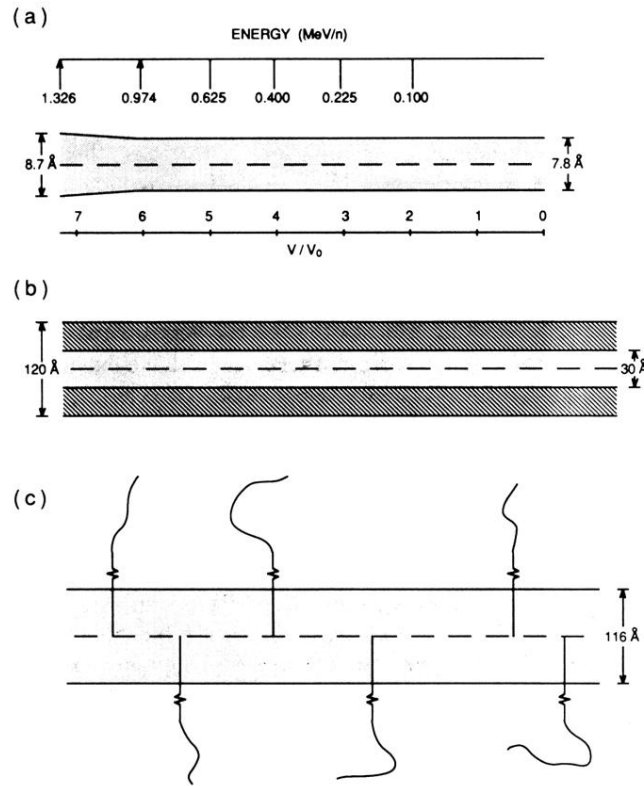 (a)
ENERGY (MeV/n)
1.326 0.974 0.625 0.400 0.225 0.100
8.7 Å 7.8 Å
7 6 5 4 3 2 1 0
V/V₀
(b)
120 Å 30 Å
(c)
116 Å